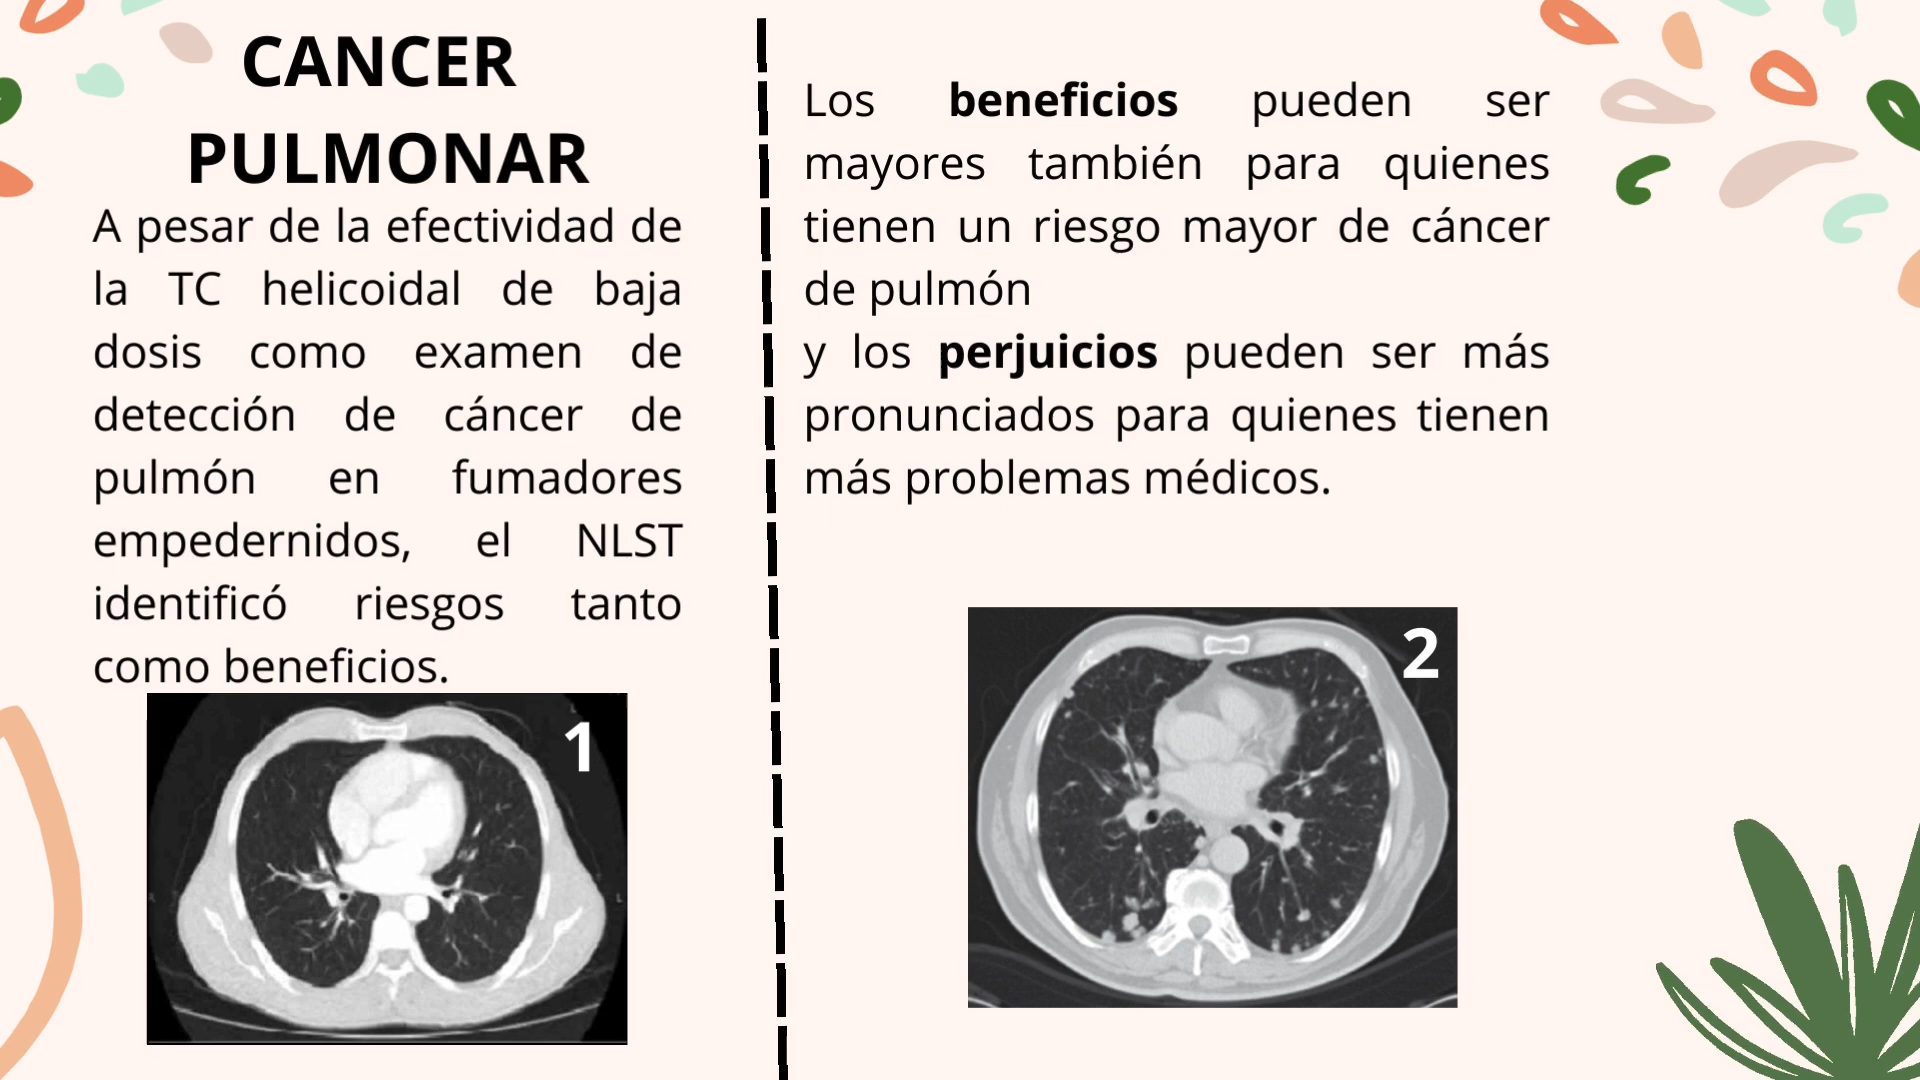 CANCER
PULMONAR
A pesar de la efectividad de
la TC helicoidal de baja
dosis como examen de
detección de cáncer de
pulmón en fumadores
empedernidos, el NLST
identificó riesgos tanto
como beneficios.
1
Los beneficios pueden ser
mayores también para quienes
tienen un riesgo mayor de cáncer
de pulmón
y los perjuicios pueden ser más
pronunciados para quienes tienen
más problemas médicos.
2